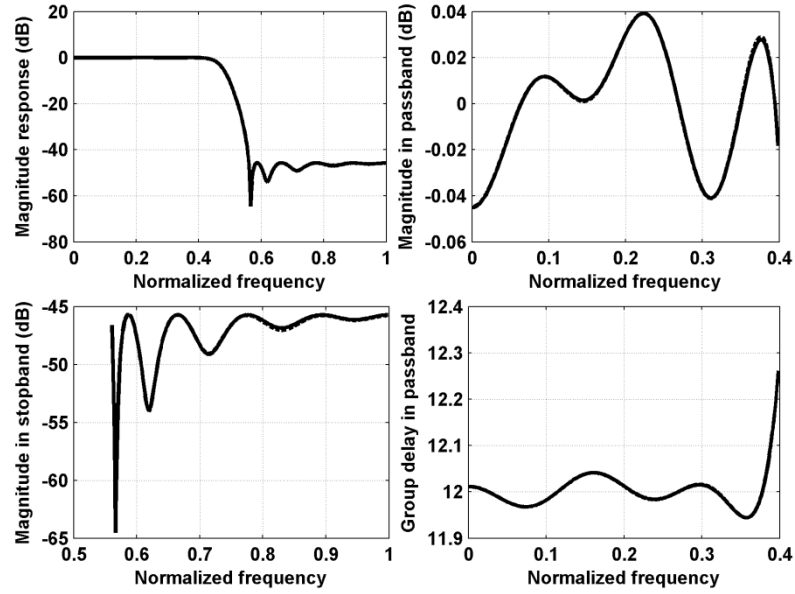 Magnitude response (dB)
20
0
-20
-40
-60
-80
0 0.2 0.4 0.6 0.8 1
Normalized frequency
Magnitude in passband (dB)
0.04
0.02
0
-0.02
-0.04
-0.06
0 0.1 0.2 0.3 0.4
Normalized frequency
Magnitude in stopband (dB)
-45
-50
-55
-60
-65
0.5 0.6 0.7 0.8 0.9 1
Normalized frequency
Group delay in passband
12.4
12.3
12.2
12.1
12
11.9
0 0.1 0.2 0.3 0.4
Normalized frequency